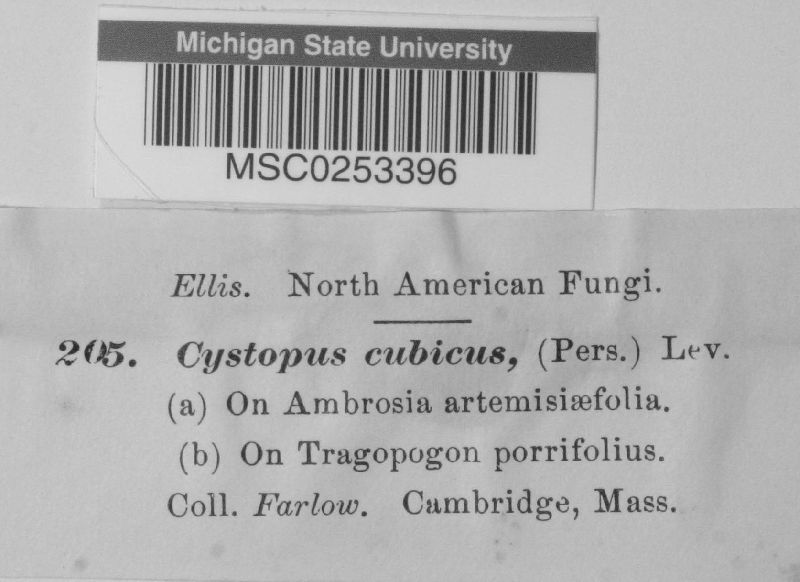 Michigan State University
MSC0253396
Ellis. North American Fungi.
205. Cystopus cubicus, (Pers.) Lev.
(a) On Ambrosia artemisiæfolia.
(b) On Tragopogon porrifolius.
Coll. Farlow. Cambridge, Mass.